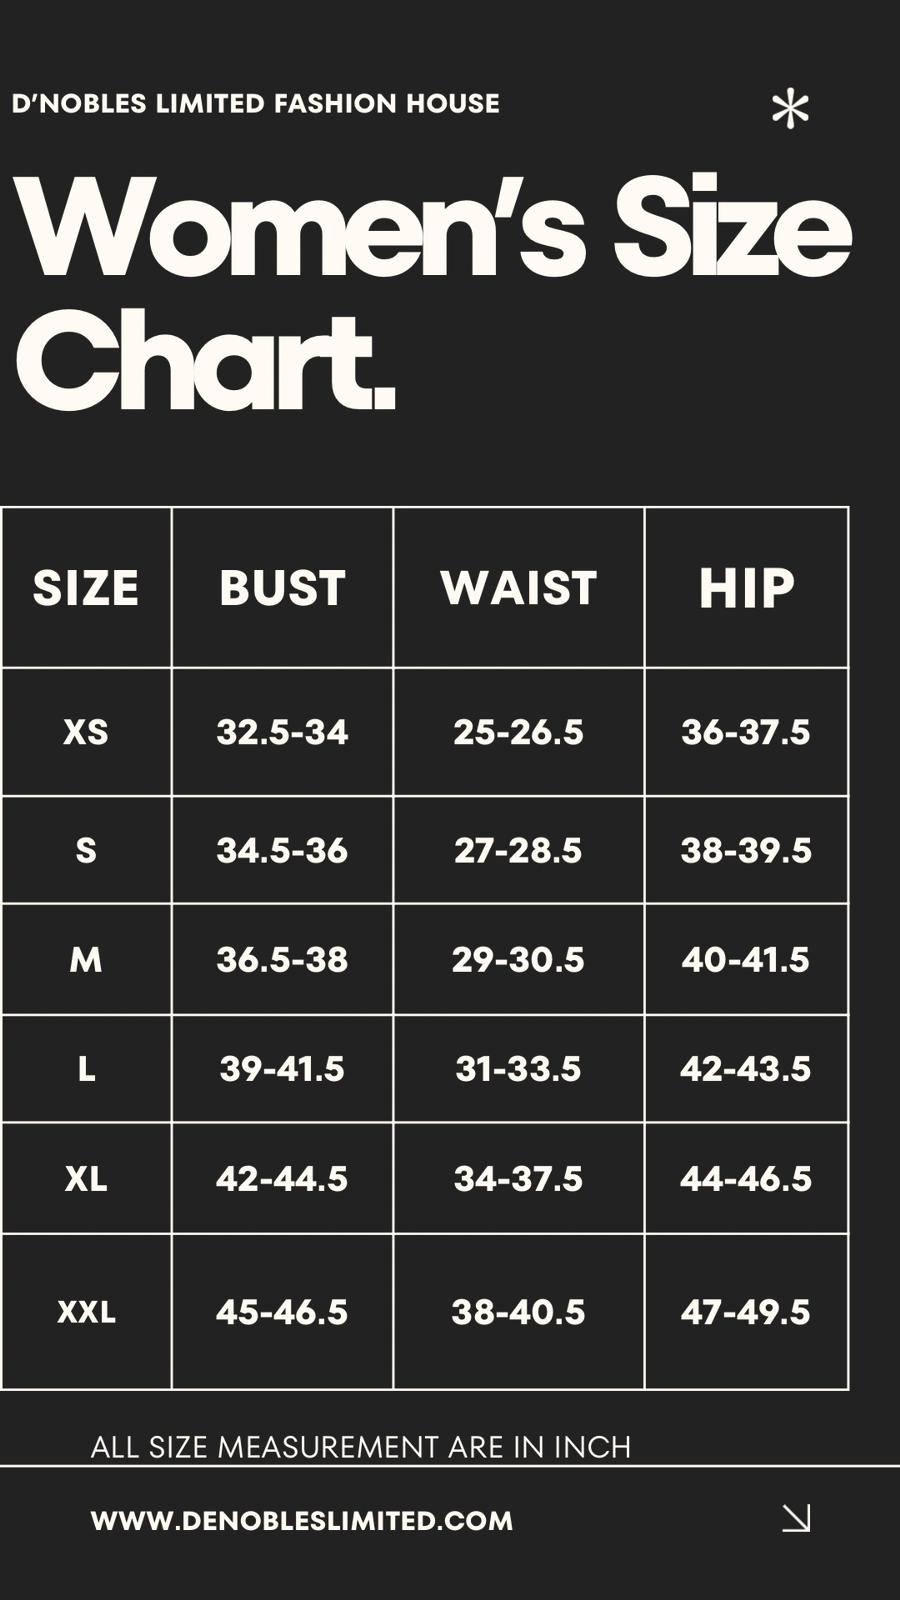 D’NOBLES LIMITED FASHION HOUSE
Women’s Size
Chart.
SIZE BUST WAIST HIP
XS 32.5-34 25-26.5 36-37.5
S 34.5-36 27-28.5 38-39.5
M 36.5-38 29-30.5 40-41.5
L 39-41.5 31-33.5 42-43.5
XL 42-44.5 34-37.5 44-46.5
XXL 45-46.5 38-40.5 47-49.5
ALL SIZE MEASUREMENT ARE IN INCH
WWW.DENOBLESLIMITED.COM